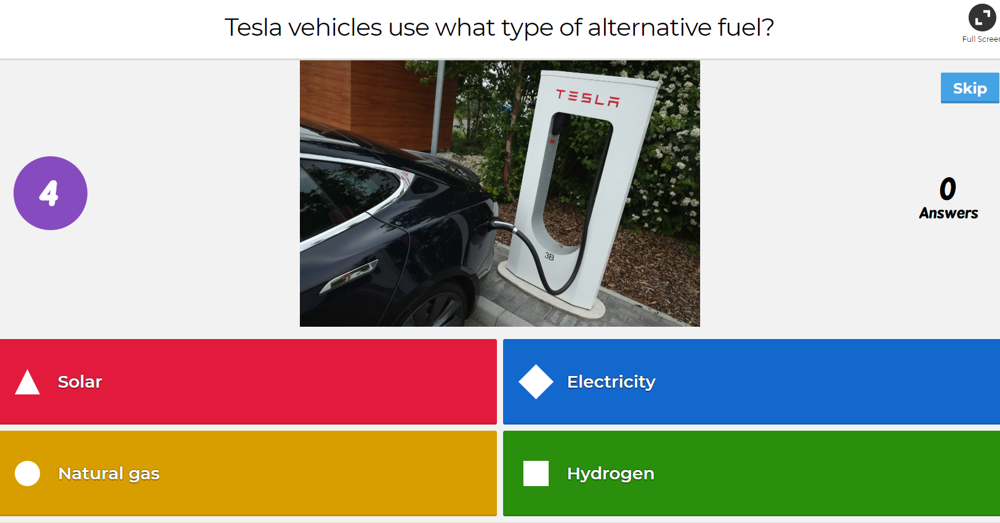 Tesla vehicles use what type of alternative fuel?
Full Screen
Skip
TESLA
4
0
Answers
3B
Solar
Electricity
Natural gas
Hydrogen